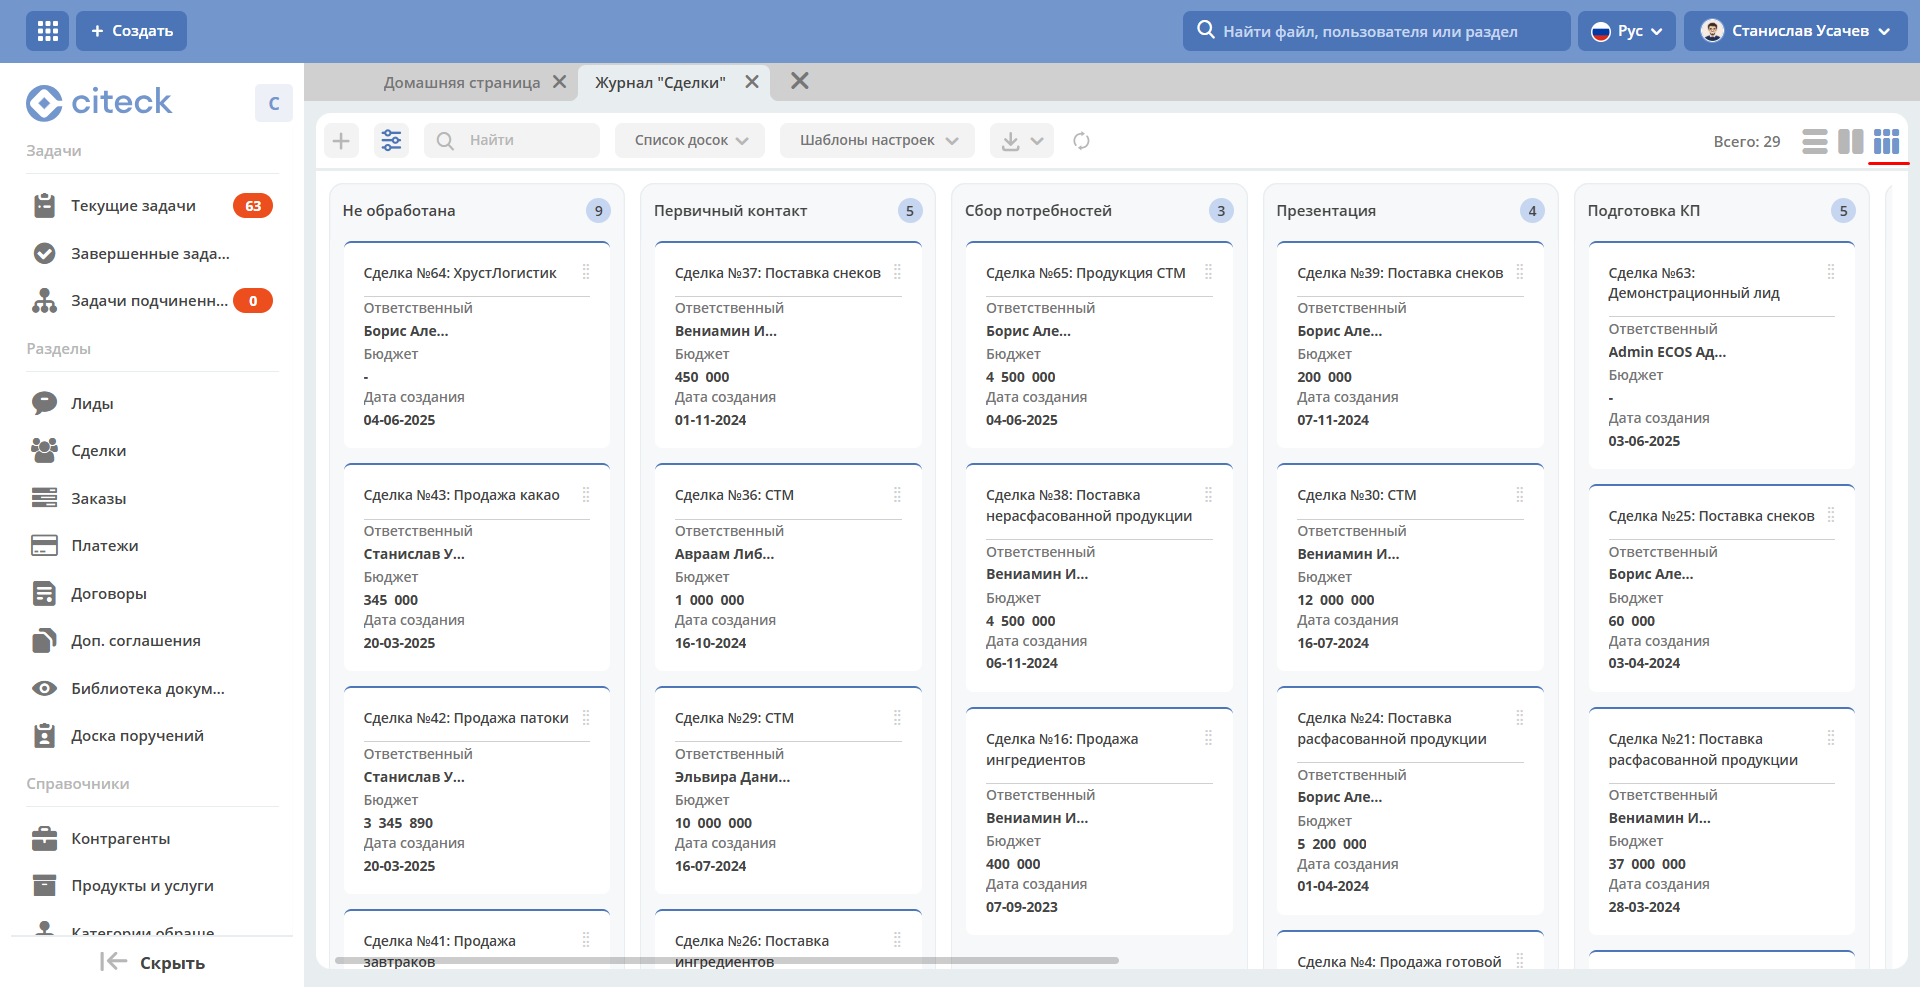 + Создать
Найти файл, пользователя или раздел
Рус
Станислав Усачев
citeck
С
Задачи
Текущие задачи
63
Завершенные зада...
Задачи подчиненн...
0
Разделы
Лиды
Сделки
Заказы
Платежи
Договоры
Доп. соглашения
Библиотека докум...
Доска поручений
Справочники
Контрагенты
Продукты и услуги
Категории обраще
Скрыть
Домашняя страница
Журнал "Сделки"
Найти
Список досок
Шаблоны настроек
Всего: 29
Не обработана
9
Сделка №64: ХрустЛогистик
Ответственный
Борис Але...
Бюджет
-
Дата создания
04-06-2025
Сделка №43: Продажа какао
Ответственный
Станислав У...
Бюджет
345 000
Дата создания
20-03-2025
Сделка №42: Продажа патоки
Ответственный
Станислав У...
Бюджет
3 345 890
Дата создания
20-03-2025
Сделка №41: Продажа
завтраков
Первичный контакт
5
Сделка №37: Поставка снеков
Ответственный
Вениамин И...
Бюджет
450 000
Дата создания
01-11-2024
Сделка №36: СТМ
Ответственный
Авраам Либ...
Бюджет
1 000 000
Дата создания
16-10-2024
Сделка №29: СТМ
Ответственный
Эльвира Дани...
Бюджет
10 000 000
Дата создания
16-07-2024
Сделка №26: Поставка
ингредиентов
Сбор потребностей
3
Сделка №65: Продукция СТМ
Ответственный
Борис Але...
Бюджет
4 500 000
Дата создания
04-06-2025
Сделка №38: Поставка
нерасфасованной продукции
Ответственный
Вениамин И...
Бюджет
4 500 000
Дата создания
06-11-2024
Сделка №16: Продажа
ингредиентов
Ответственный
Вениамин И...
Бюджет
400 000
Дата создания
07-09-2023
Презентация
4
Сделка №39: Поставка снеков
Ответственный
Борис Але...
Бюджет
200 000
Дата создания
07-11-2024
Сделка №30: СТМ
Ответственный
Вениамин И...
Бюджет
12 000 000
Дата создания
16-07-2024
Сделка №24: Поставка
расфасованной продукции
Ответственный
Борис Але...
Бюджет
5 200 000
Дата создания
01-04-2024
Сделка №4: Продажа готовой
Подготовка КП
5
Сделка №63:
Демонстрационный лид
Ответственный
Admin ECOS Ад...
Бюджет
-
Дата создания
03-06-2025
Сделка №25: Поставка снеков
Ответственный
Борис Але...
Бюджет
60 000
Дата создания
03-04-2024
Сделка №21: Поставка
расфасованной продукции
Ответственный
Вениамин И...
Бюджет
37 000 000
Дата создания
28-03-2024